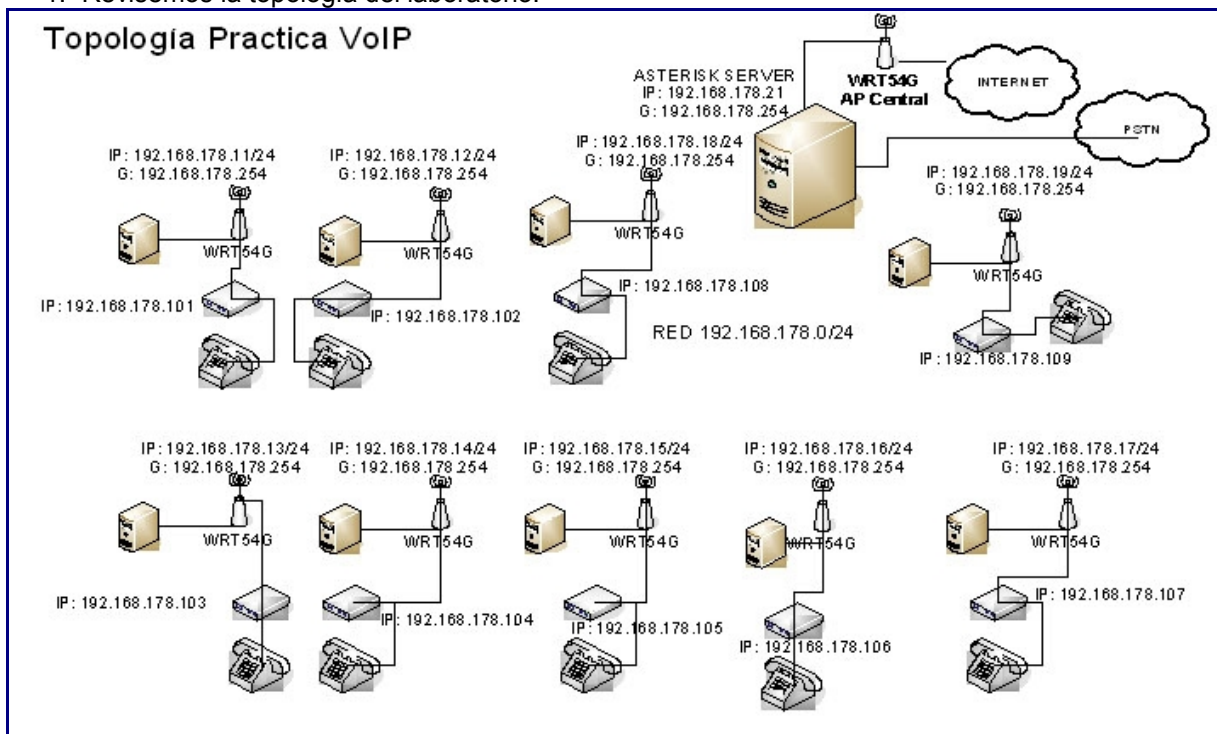 1. Revisemos la topología del laboratorio.
Topología Practica VoIP
ASTERISK SERVER
IP: 192.168.178.21
G: 192.168.178.254
WRT54G
AP Central
INTERNET
PSTN
IP: 192.168.178.11/24
G: 192.168.178.254
WRT54G
IP: 192.168.178.101
IP: 192.168.178.12/24
G: 192.168.178.254
WRT54G
IP: 192.168.178.102
IP: 192.168.178.18/24
G: 192.168.178.254
WRT54G
IP: 192.168.178.108
RED 192.168.178.0/24
IP: 192.168.178.19/24
G: 192.168.178.254
WRT54G
IP: 192.168.178.109
IP: 192.168.178.13/24
G: 192.168.178.254
WRT54G
IP: 192.168.178.103
IP: 192.168.178.14/24
G: 192.168.178.254
WRT54G
IP: 192.168.178.104
IP: 192.168.178.15/24
G: 192.168.178.254
WRT54G
IP: 192.168.178.105
IP: 192.168.178.16/24
G: 192.168.178.254
WRT54G
IP: 192.168.178.106
IP: 192.168.178.17/24
G: 192.168.178.254
WRT54G
IP: 192.168.178.107